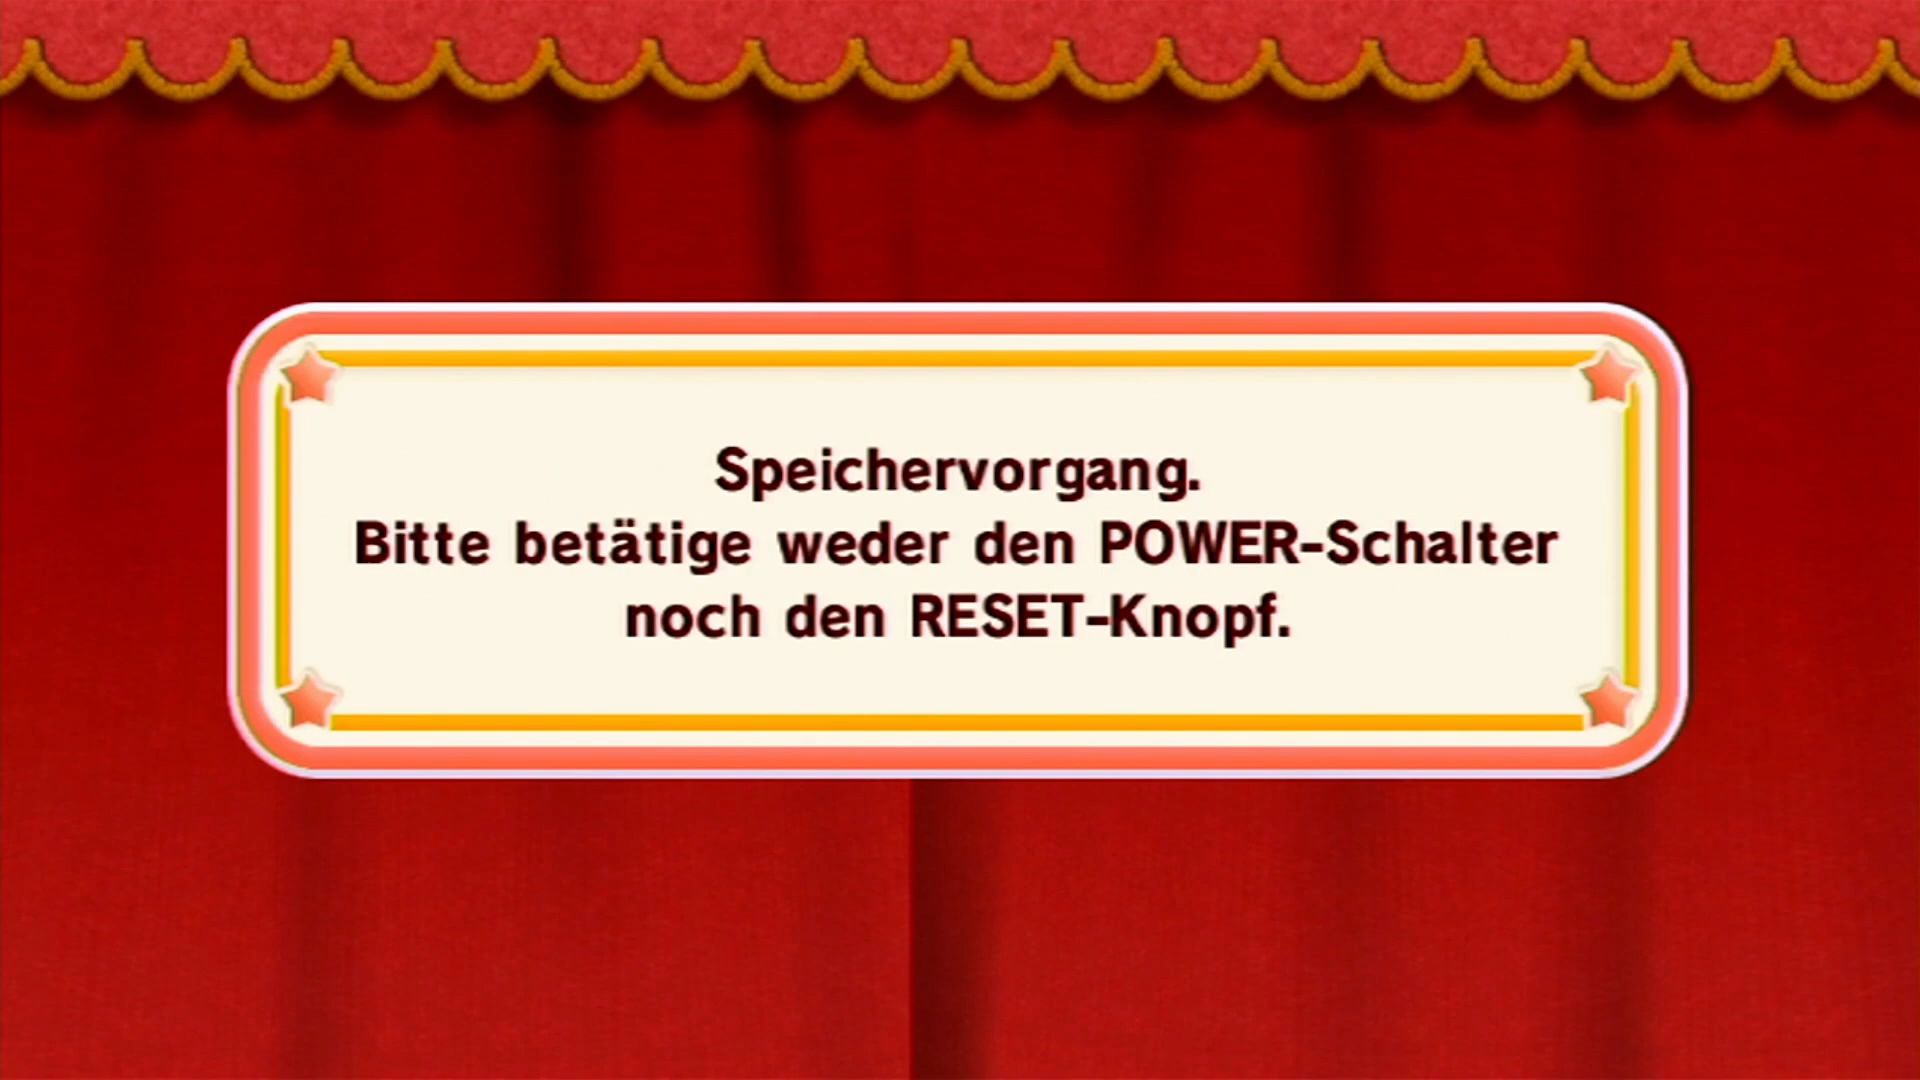 Speichervorgang.
Bitte betätige weder den POWER-Schalter
noch den RESET-Knopf.